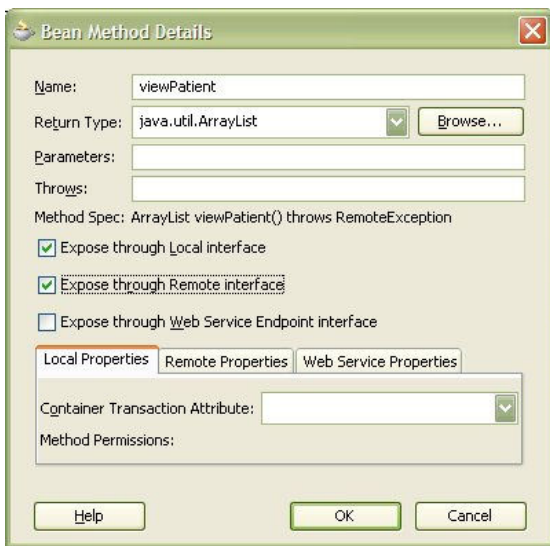 Bean Method Details
Name: viewPatient
Return Type: java.util.ArrayList Browse...
Parameters:
Throws:
Method Spec: ArrayList viewPatient() throws RemoteException
Expose through Local interface
Expose through Remote interface
Expose through Web Service Endpoint interface
Local Properties Remote Properties Web Service Properties
Container Transaction Attribute:
Method Permissions:
Help OK Cancel